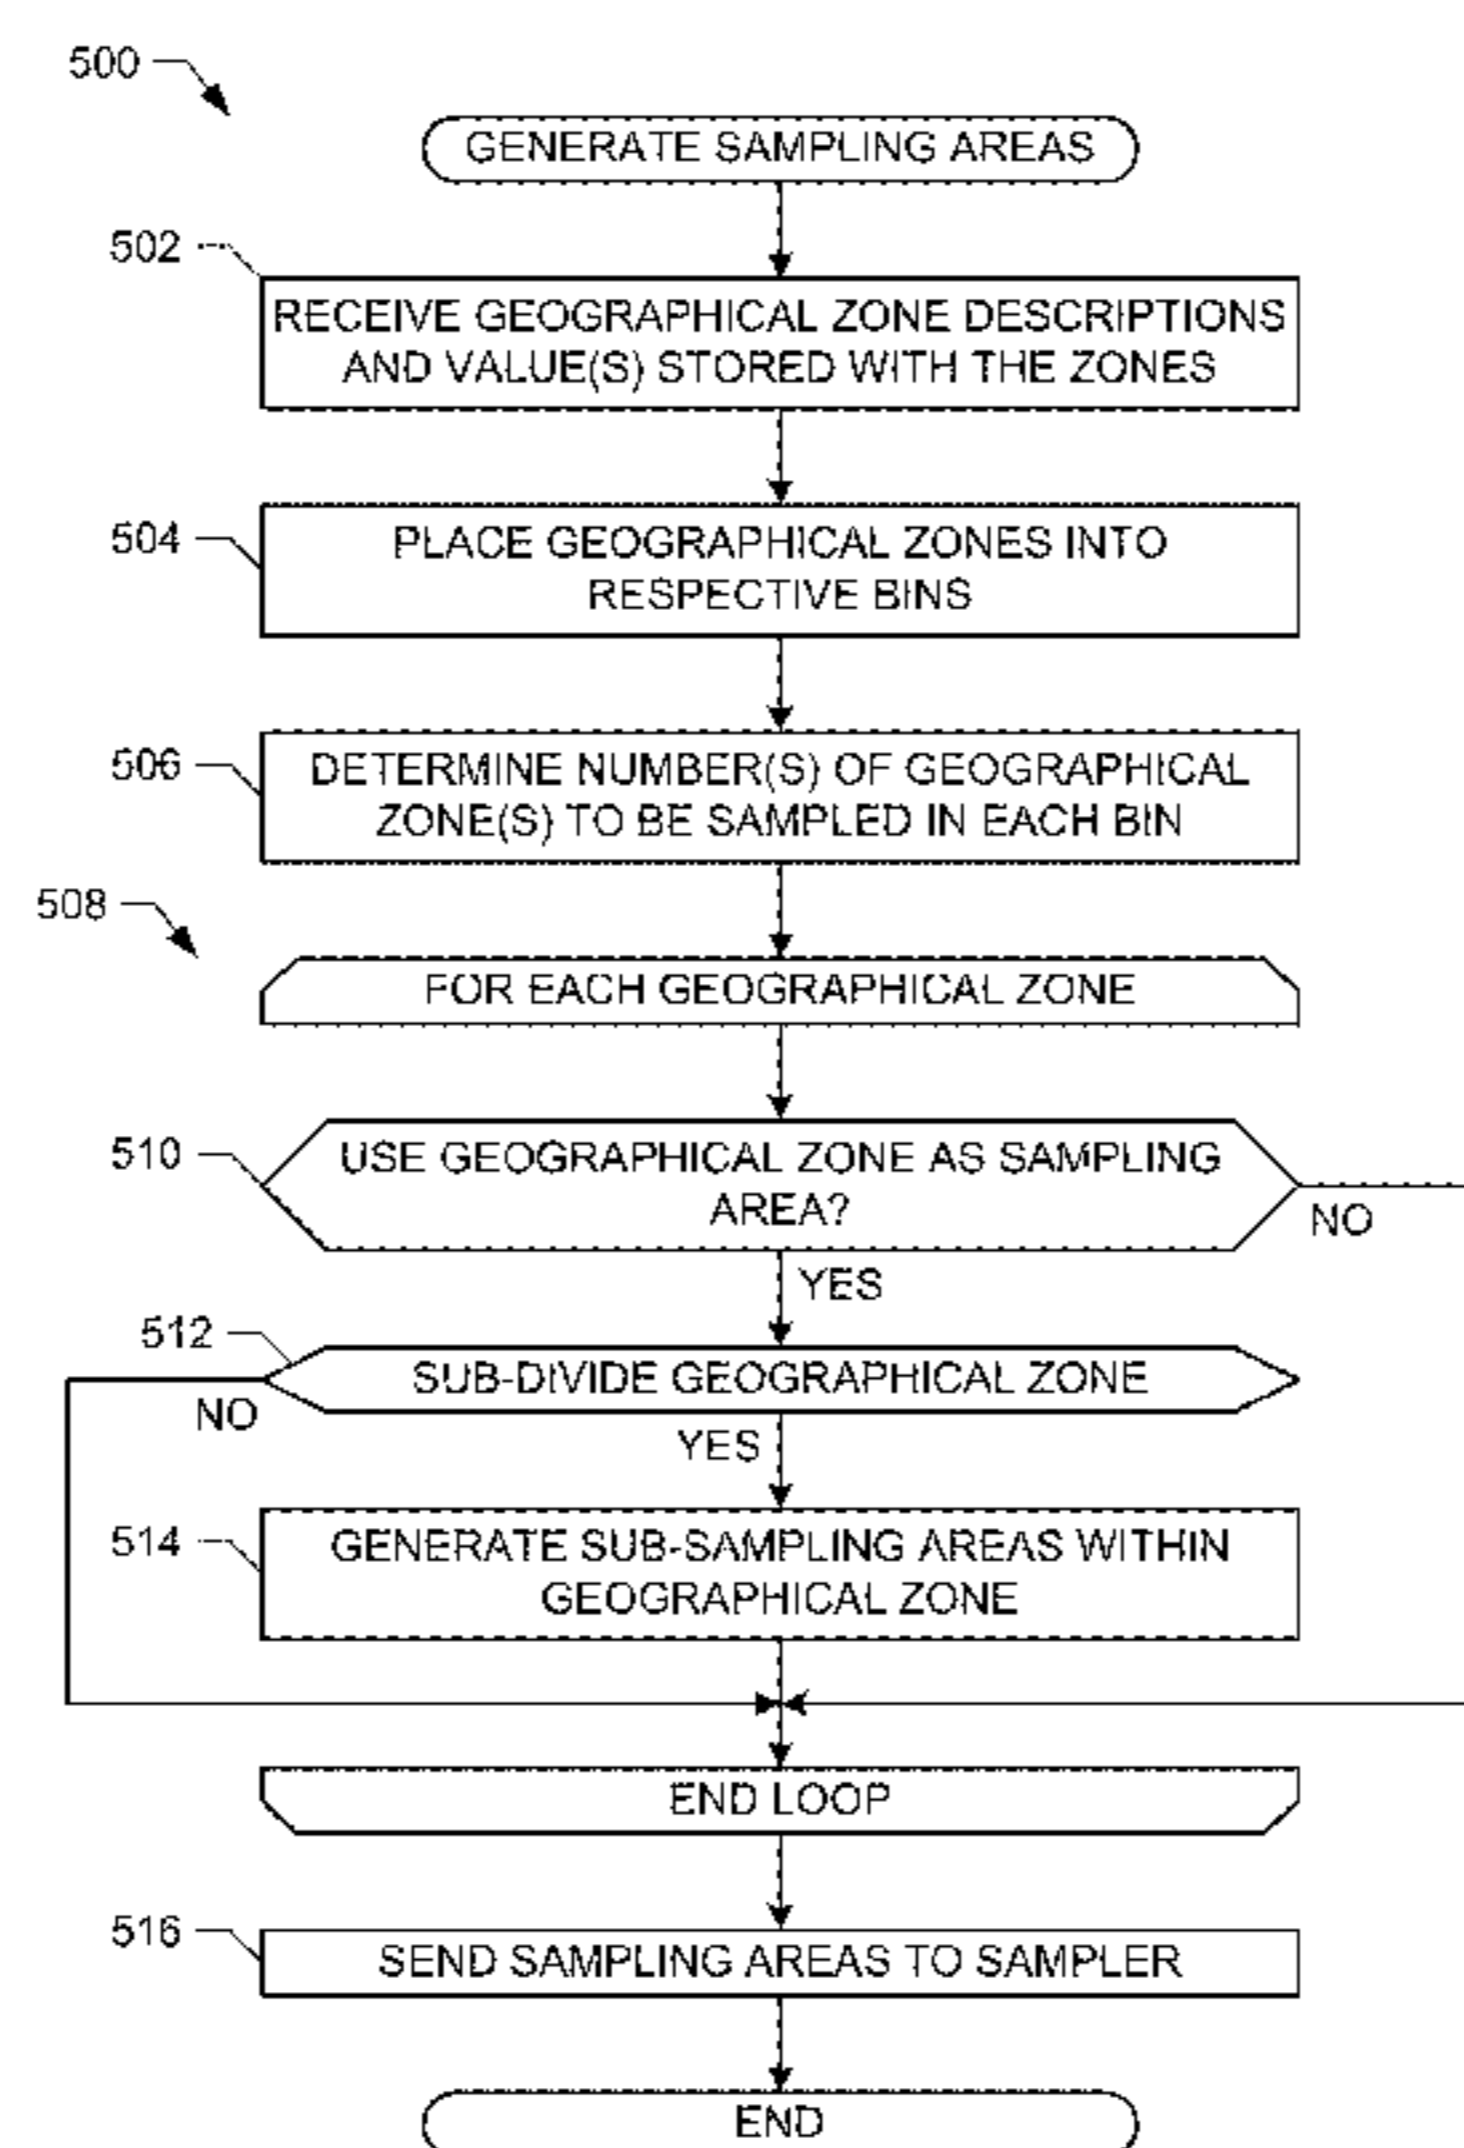 500
GENERATE SAMPLING AREAS
502
RECEIVE GEOGRAPHICAL ZONE DESCRIPTIONS
AND VALUE(S) STORED WITH THE ZONES
504
PLACE GEOGRAPHICAL ZONES INTO
RESPECTIVE BINS
506
DETERMINE NUMBER(S) OF GEOGRAPHICAL
ZONE(S) TO BE SAMPLED IN EACH BIN
508
FOR EACH GEOGRAPHICAL ZONE
510
USE GEOGRAPHICAL ZONE AS SAMPLING
AREA?
NO
YES
512
SUB-DIVIDE GEOGRAPHICAL ZONE
NO
YES
514
GENERATE SUB-SAMPLING AREAS WITHIN
GEOGRAPHICAL ZONE
END LOOP
516
SEND SAMPLING AREAS TO SAMPLER
END